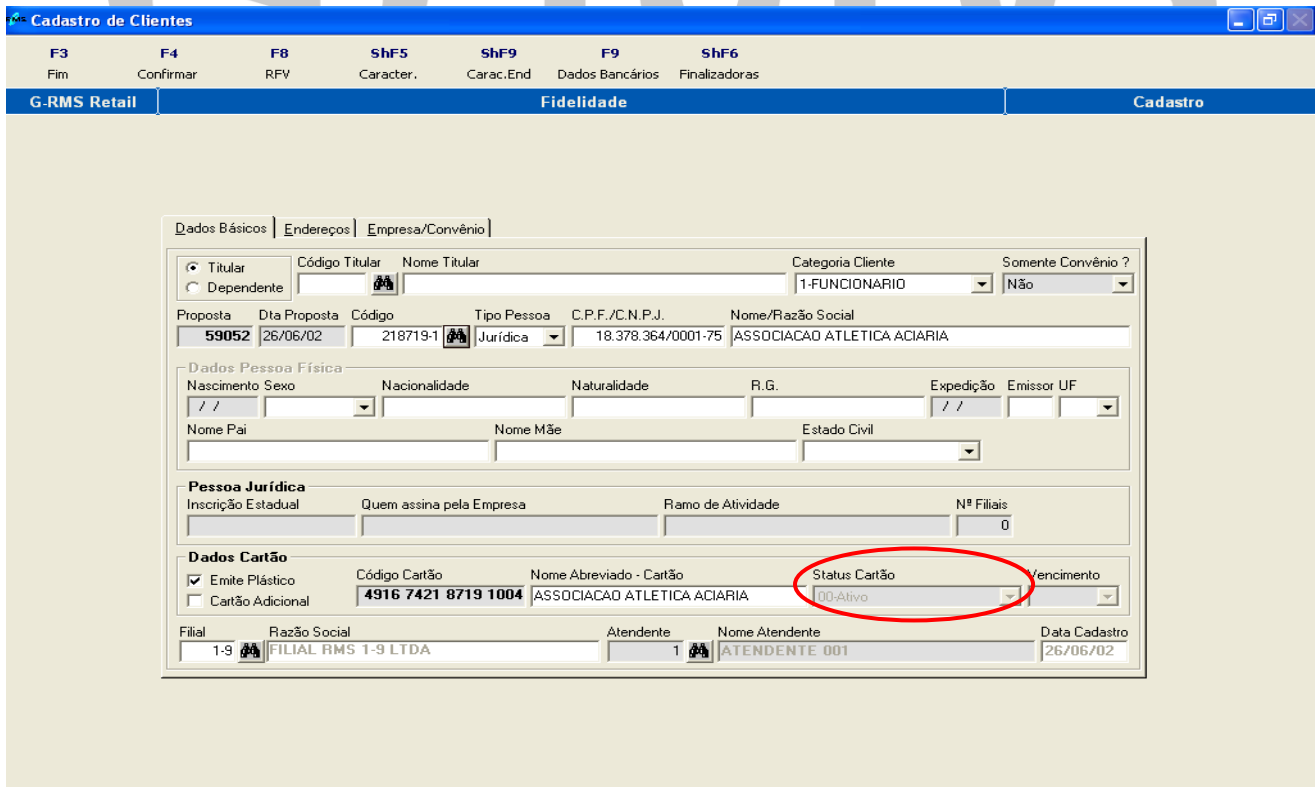 RMS Cadastro de Clientes
F3 F4 F8 ShF5 ShF9 F9 ShF6
Fim Confirmar RFV Caracter. Carac.End Dados Bancários Finalizadoras
G-RMS Retail Fidelidade Cadastro
Dados Básicos Endereços Empresa/Convênio
Titular Código Titular Nome Titular Categoria Cliente Somente Convênio ?
Dependente 1-FUNCIONARIO Não
Proposta Dta Proposta Código Tipo Pessoa C.P.F./C.N.P.J. Nome/Razão Social
59052 26/06/02 218719-1 Jurídica 18.378.364/0001-75 ASSOCIACAO ATLETICA ACIARIA
Dados Pessoa Física
Nascimento Sexo Nacionalidade Naturalidade R.G. Expedição Emissor UF
/ / / /
Nome Pai Nome Mãe Estado Civil
Pessoa Jurídica
Inscrição Estadual Quem assina pela Empresa Ramo de Atividade Nº Filiais
0
Dados Cartão
Emite Plástico Código Cartão Nome Abreviado - Cartão Status Cartão Vencimento
Cartão Adicional 4916 7421 8719 1004 ASSOCIACAO ATLETICA ACIARIA 00-Ativo
Filial Razão Social Atendente Nome Atendente Data Cadastro
1-9 FILIAL RMS 1-9 LTDA 1 ATENDENTE 001 26/06/02